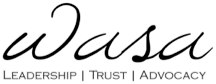 Wasa
LEADERSHIP | TRUST | ADVOCACY